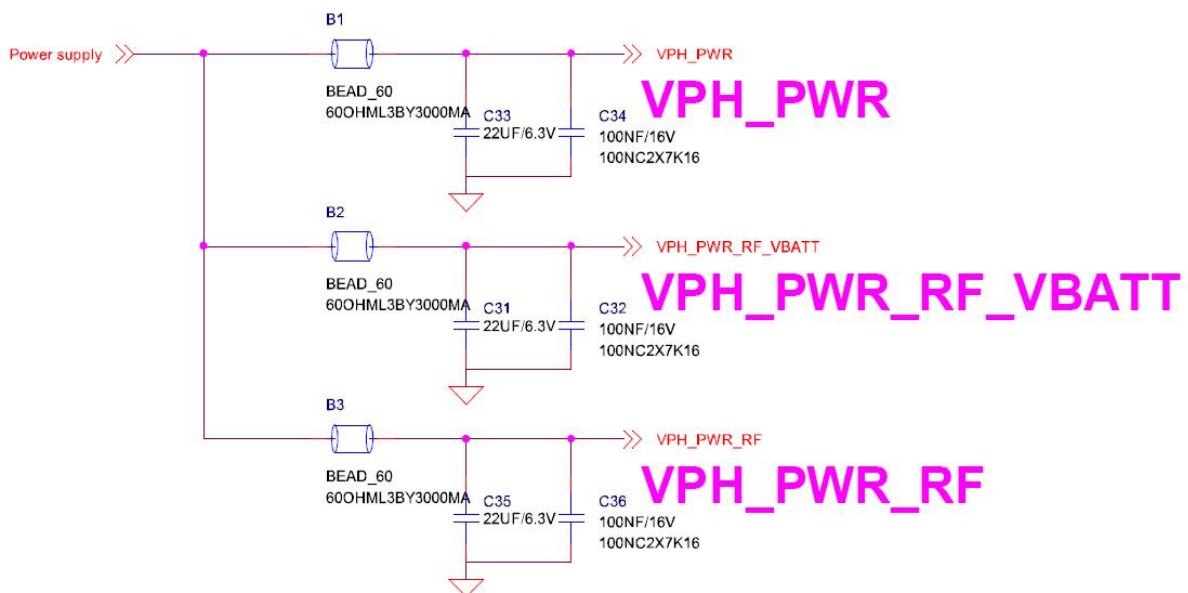 B1
Power supply
VPH_PWR
BEAD_60
60OHML3BY3000MA
VPH_PWR
C33
22UF/6.3V
C34
100NF/16V
100NC2X7K16
B2
VPH_PWR_RF_VBATT
BEAD_60
60OHML3BY3000MA
VPH_PWR_RF_VBATT
C31
22UF/6.3V
C32
100NF/16V
100NC2X7K16
B3
VPH_PWR_RF
BEAD_60
60OHML3BY3000MA
VPH_PWR_RF
C35
22UF/6.3V
C36
100NF/16V
100NC2X7K16